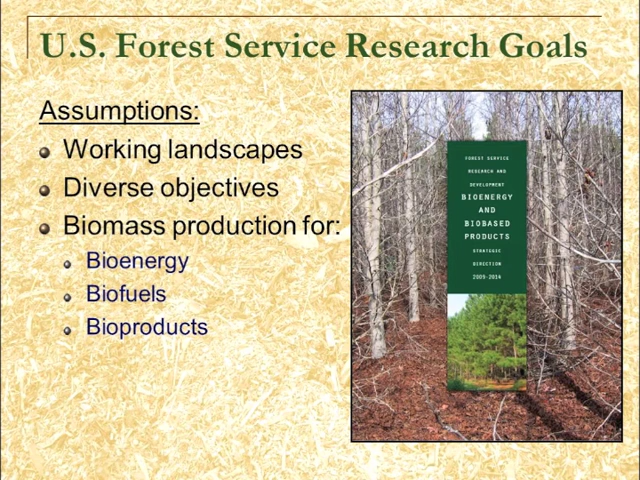 U.S. Forest Service Research Goals
Assumptions:
Working landscapes
Diverse objectives
Biomass production for:
Bioenergy
Biofuels
Bioproducts
FOREST SERVICE
RESEARCH AND
DEVELOPMENT
BIOENERGY
AND
BIOBASED
PRODUCTS
STRATEGIC
DIRECTION
2009-2014